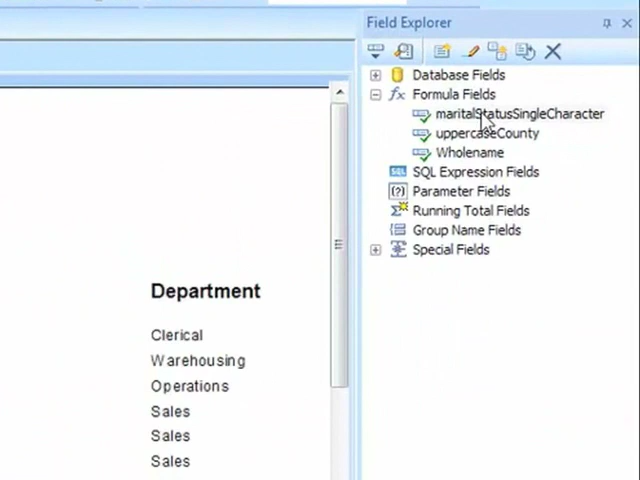 Field Explorer
Database Fields
Formula Fields
maritalStatusSingleCharacter
uppercaseCounty
Wholename
SQL Expression Fields
Parameter Fields
Running Total Fields
Group Name Fields
Special Fields
Department
Clerical
Warehousing
Operations
Sales
Sales
Sales